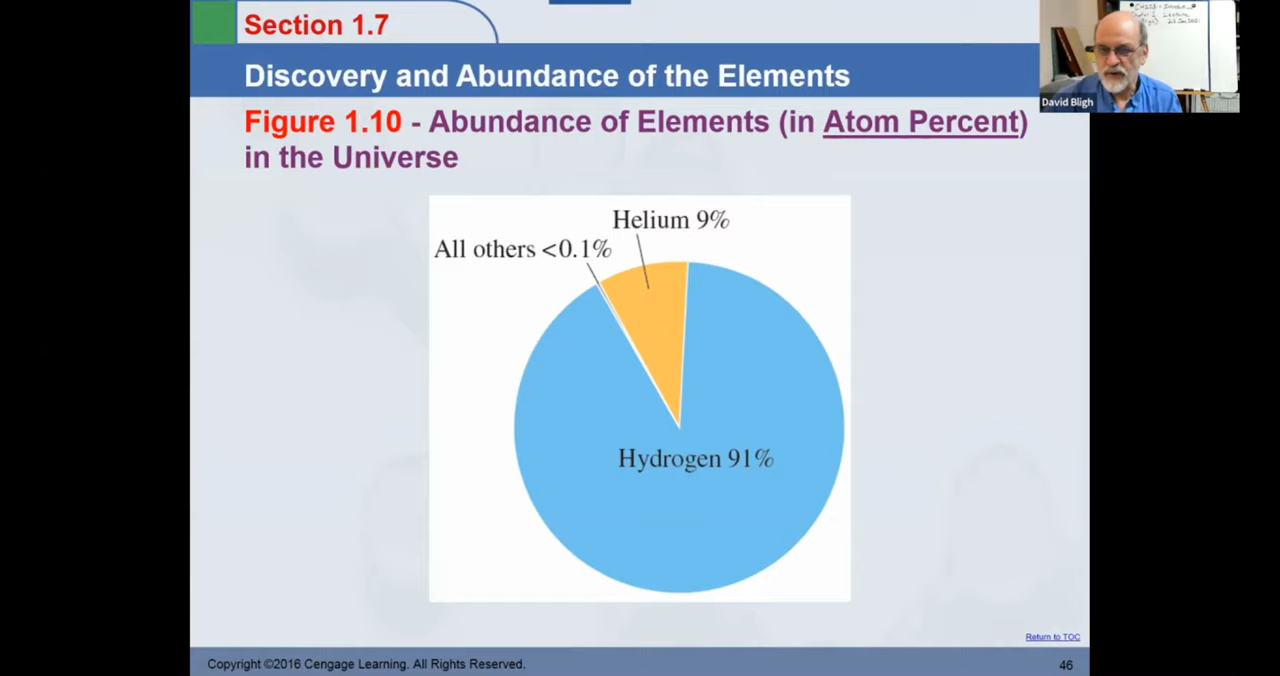 Section 1.7
Discovery and Abundance of the Elements
Figure 1.10 - Abundance of Elements (in Atom Percent)
in the Universe
Helium 9%
All others <0.1%
Hydrogen 91%
Return to TOC
Copyright ©2016 Cengage Learning. All Rights Reserved.
46
David Bligh
Lecture